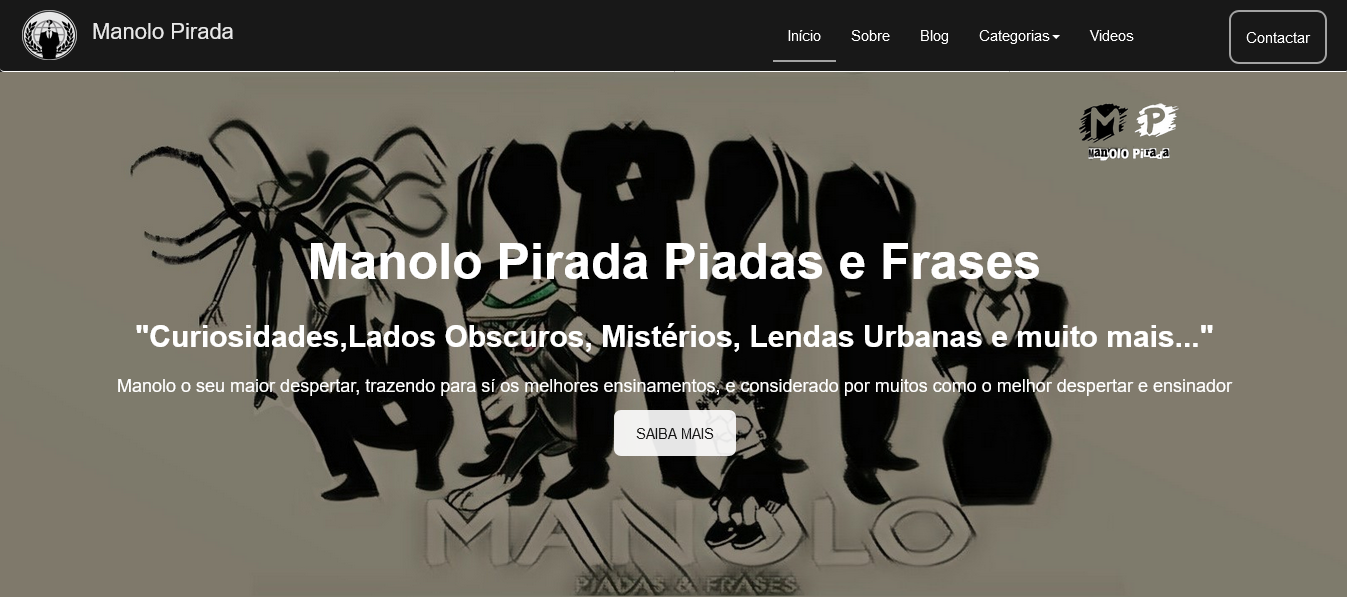 Manolo Pirada
Início Sobre Blog Categorias Videos Contactar
M P
Manolo Pirada
Manolo Pirada Piadas e Frases
"Curiosidades,Lados Obscuros, Mistérios, Lendas Urbanas e muito mais..."
Manolo o seu maior despertar, trazendo para sí os melhores ensinamentos, e considerado por muitos como o melhor despertar e ensinador
SAIBA MAIS
MANOLO
PIADAS & FRASES